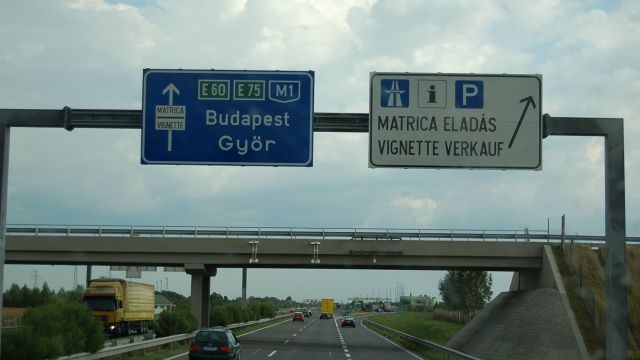 E 60 E 75 M1
MATRICA
VIGNETTE
Budapest
Győr
i P
MATRICA ELADÁS
VIGNETTE VERKAUF